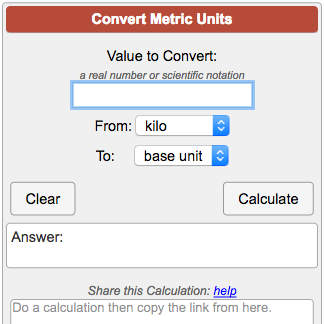 Convert Metric Units
Value to Convert:
a real number or scientific notation
From: kilo
To: base unit
Clear Calculate
Answer:
Share this Calculation: help
Do a calculation then copy the link from here.